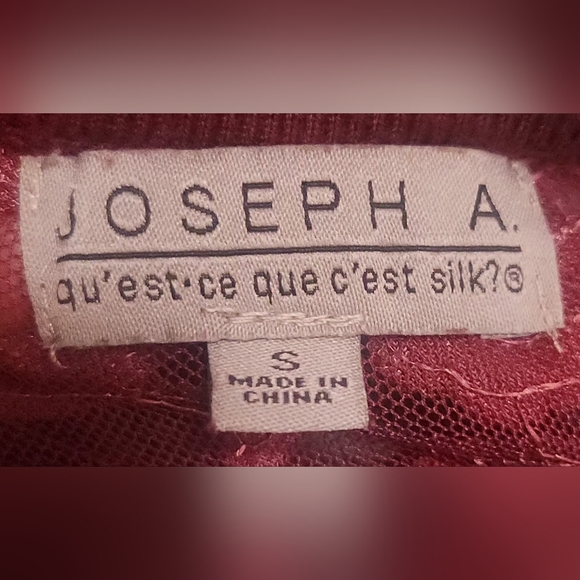 JOSEPH A.
qu'est·ce que c'est silk?®
S
MADE IN
CHINA